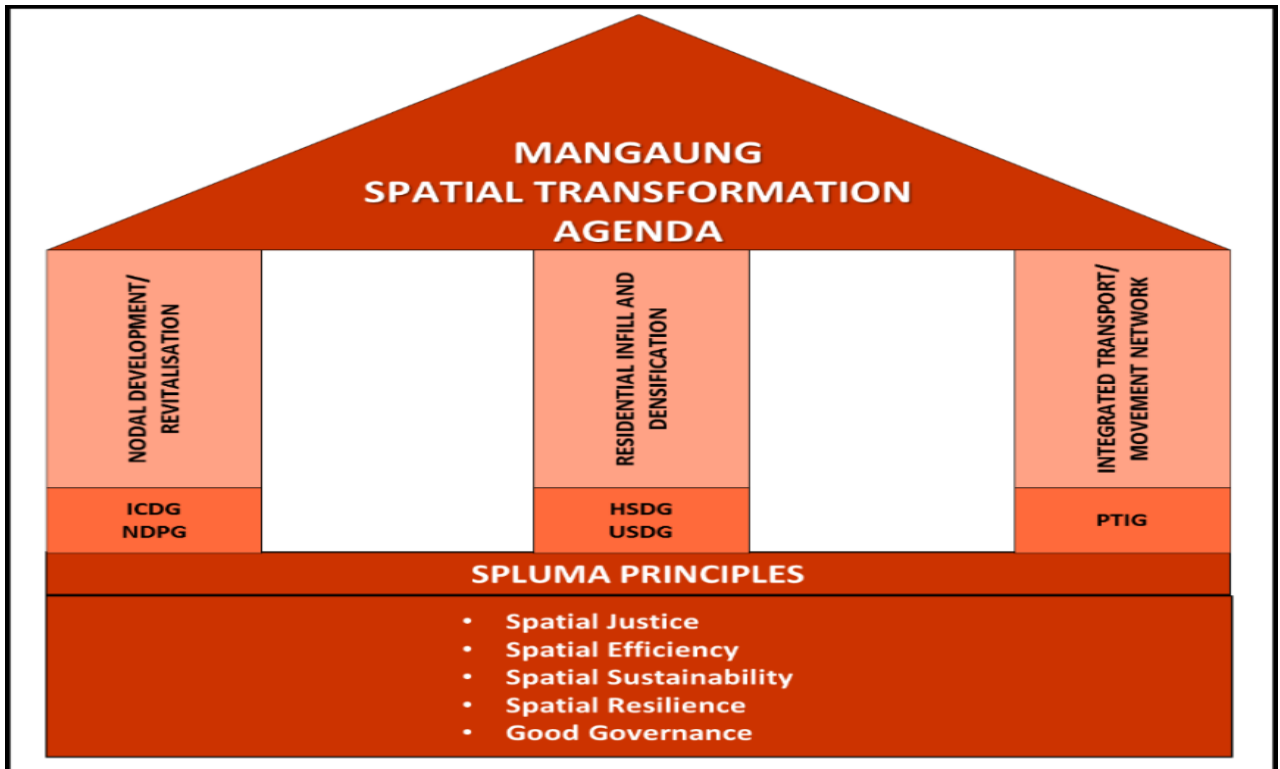 MANGAUNG
SPATIAL TRANSFORMATION
AGENDA
NODAL DEVELOPMENT/
REVITALISATION
RESIDENTIAL INFILL AND
DENSIFICATION
INTEGRATED TRANSPORT/
MOVEMENT NETWORK
ICDG
NDPG
HSDG
USDG
PTIG
SPLUMA PRINCIPLES
• Spatial Justice
• Spatial Efficiency
• Spatial Sustainability
• Spatial Resilience
• Good Governance